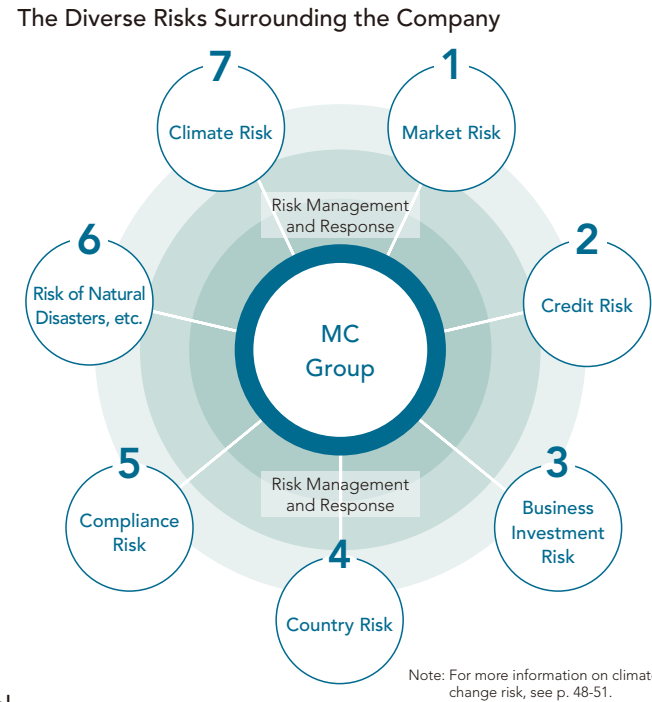 The Diverse Risks Surrounding the Company
7
Climate Risk
1
Market Risk
Risk Management
and Response
6
Risk of Natural
Disasters, etc.
2
Credit Risk
MC
Group
5
Compliance
Risk
3
Business
Investment
Risk
Risk Management
and Response
4
Country Risk
Note: For more information on climat
change risk, see p. 48-51.